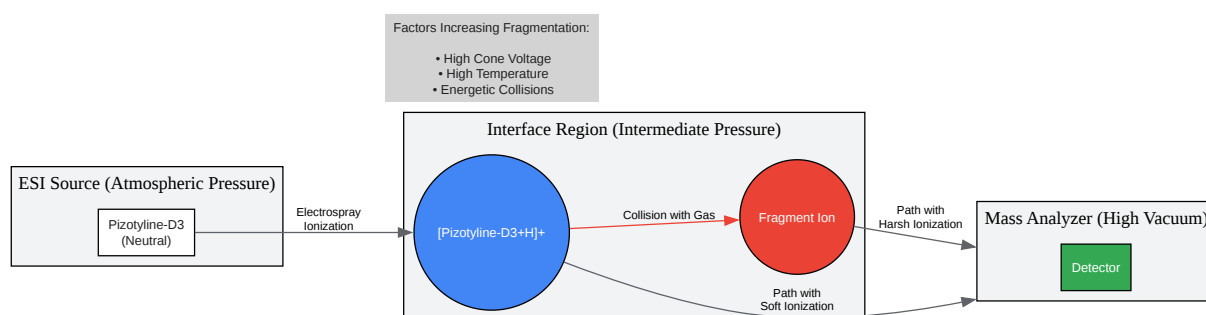 Factors Increasing Fragmentation:
• High Cone Voltage
• High Temperature
• Energetic Collisions
Interface Region (Intermediate Pressure)
ESI Source (Atmospheric Pressure)
Pizotyline-D3
(Neutral)
Electrospray
Ionization
[Pizotyline-D3+H]+
Collision with Gas
Fragment Ion
Path with
Harsh Ionization
Path with
Soft Ionization
Mass Analyzer (High Vacuum)
Detector